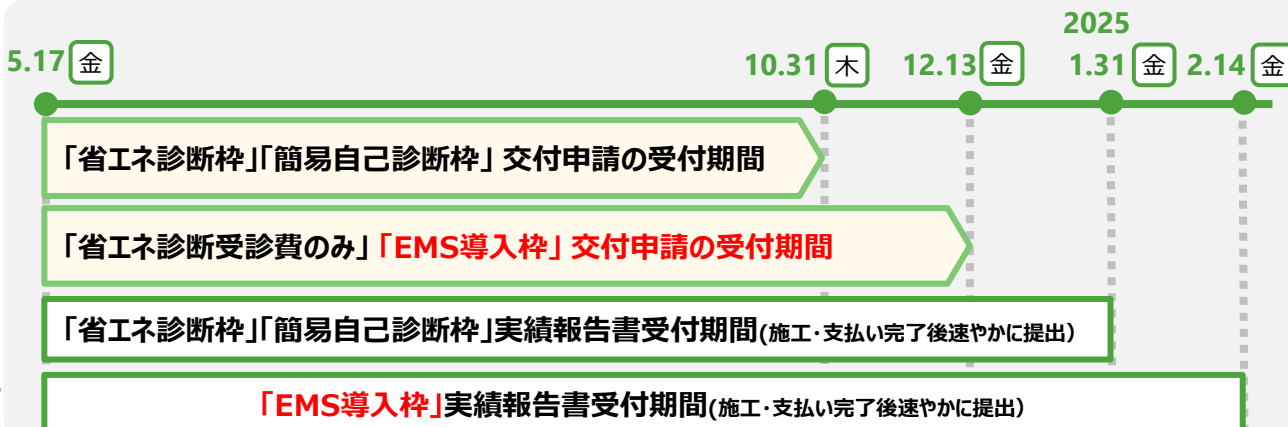 2025
5.17 金 10.31 木 12.13 金 1.31 金 2.14 金
「省エネ診断枠」「簡易自己診断枠」 交付申請の受付期間
「省エネ診断受診費のみ」「EMS導入枠」 交付申請の受付期間
「省エネ診断枠」「簡易自己診断枠」実績報告書受付期間(施工・支払い完了後速やかに提出)
「EMS導入枠」実績報告書受付期間(施工・支払い完了後速やかに提出)